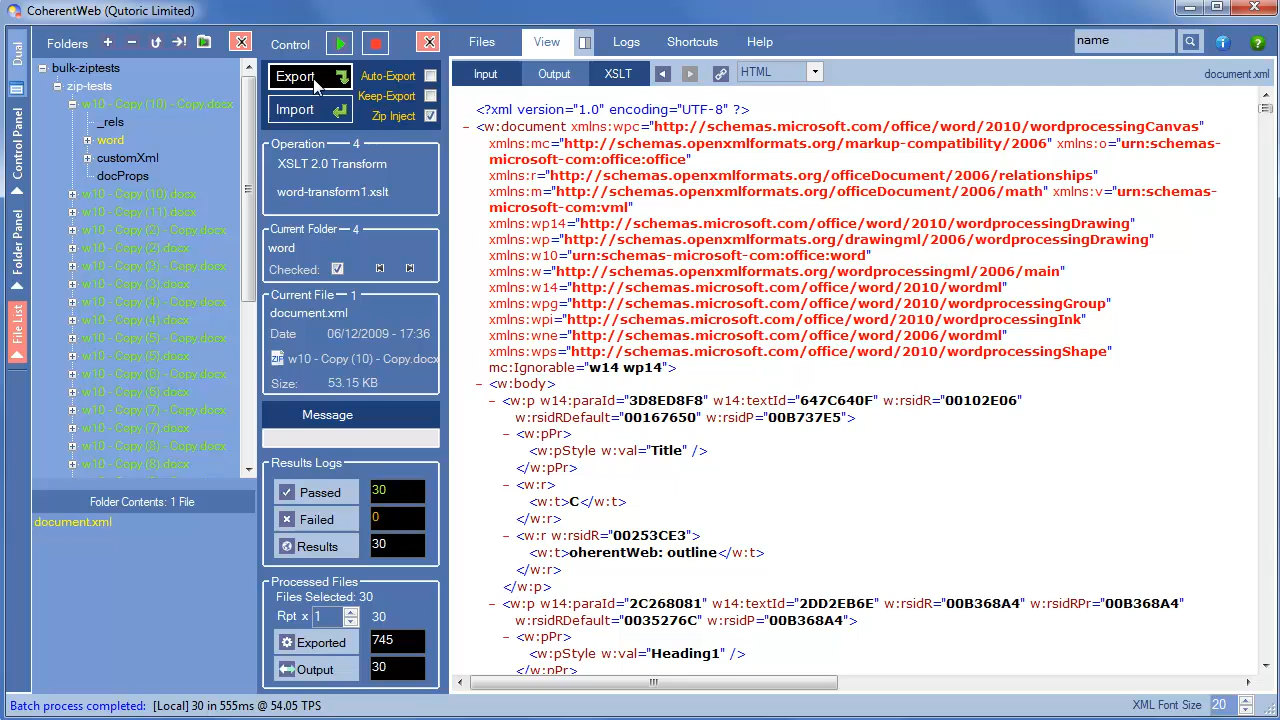 CoherentWeb (Qutoric Limited)
Dual
Control Panel
Folder Panel
File List
Folders
bulk-ziptests
zip-tests
w10 - Copy (10) - Copy.docx
_rels
word
customXml
docProps
w10 - Copy (10).docx
w10 - Copy (11).docx
w10 - Copy (2) - Copy.docx
w10 - Copy (2).docx
w10 - Copy (3) - Copy.docx
w10 - Copy (3).docx
w10 - Copy (4) - Copy.docx
w10 - Copy (4).docx
w10 - Copy (5) - Copy.docx
w10 - Copy (5).docx
w10 - Copy (6) - Copy.docx
w10 - Copy (6).docx
w10 - Copy (7) - Copy.docx
w10 - Copy (7).docx
w10 - Copy (8) - Copy.docx
w10 - Copy (8).docx
Folder Contents: 1 File
document.xml
Control
Export
Auto-Export
Keep-Export
Import
Zip Inject
Operation 4
XSLT 2.0 Transform
word-transform1.xslt
Current Folder 4
word
Checked:
Current File 1
document.xml
Date 06/12/2009 - 17:36
ZIP w10 - Copy (10) - Copy.docx
Size: 53.15 KB
Message
Results Logs
Passed 30
Failed 0
Results 30
Processed Files
Files Selected: 30
Rpt x 1 30
Exported 745
Output 30
Files View Logs Shortcuts Help name
Input Output XSLT HTML document.xml
<?xml version="1.0" encoding="UTF-8" ?>
- <w:document xmlns:wpc="http://schemas.microsoft.com/office/word/2010/wordprocessingCanvas"
xmlns:mc="http://schemas.openxmlformats.org/markup-compatibility/2006" xmlns:o="urn:schemas-
microsoft-com:office:office"
xmlns:r="http://schemas.openxmlformats.org/officeDocument/2006/relationships"
xmlns:m="http://schemas.openxmlformats.org/officeDocument/2006/math" xmlns:v="urn:schemas-
microsoft-com:vml"
xmlns:wp14="http://schemas.microsoft.com/office/word/2010/wordprocessingDrawing"
xmlns:wp="http://schemas.openxmlformats.org/drawingml/2006/wordprocessingDrawing"
xmlns:w10="urn:schemas-microsoft-com:office:word"
xmlns:w="http://schemas.openxmlformats.org/wordprocessingml/2006/main"
xmlns:w14="http://schemas.microsoft.com/office/word/2010/wordml"
xmlns:wpg="http://schemas.microsoft.com/office/word/2010/wordprocessingGroup"
xmlns:wpi="http://schemas.microsoft.com/office/word/2010/wordprocessingInk"
xmlns:wne="http://schemas.microsoft.com/office/word/2006/wordml"
xmlns:wps="http://schemas.microsoft.com/office/word/2010/wordprocessingShape"
mc:Ignorable="w14 wp14">
- <w:body>
- <w:p w14:paraId="3D8ED8F8" w14:textId="647C640F" w:rsidR="00102E06"
w:rsidRDefault="00167650" w:rsidP="00B737E5">
- <w:pPr>
<w:pStyle w:val="Title" />
</w:pPr>
- <w:r>
<w:t>C</w:t>
</w:r>
- <w:r w:rsidR="00253CE3">
<w:t>oherentWeb: outline</w:t>
</w:r>
</w:p>
- <w:p w14:paraId="2C268081" w14:textId="2DD2EB6E" w:rsidR="00B368A4" w:rsidRPr="00B368A4"
w:rsidRDefault="0035276C" w:rsidP="00B368A4">
- <w:pPr>
<w:pStyle w:val="Heading1" />
</w:pPr>
Batch process completed: [Local] 30 in 555ms @ 54.05 TPS
XML Font Size 20